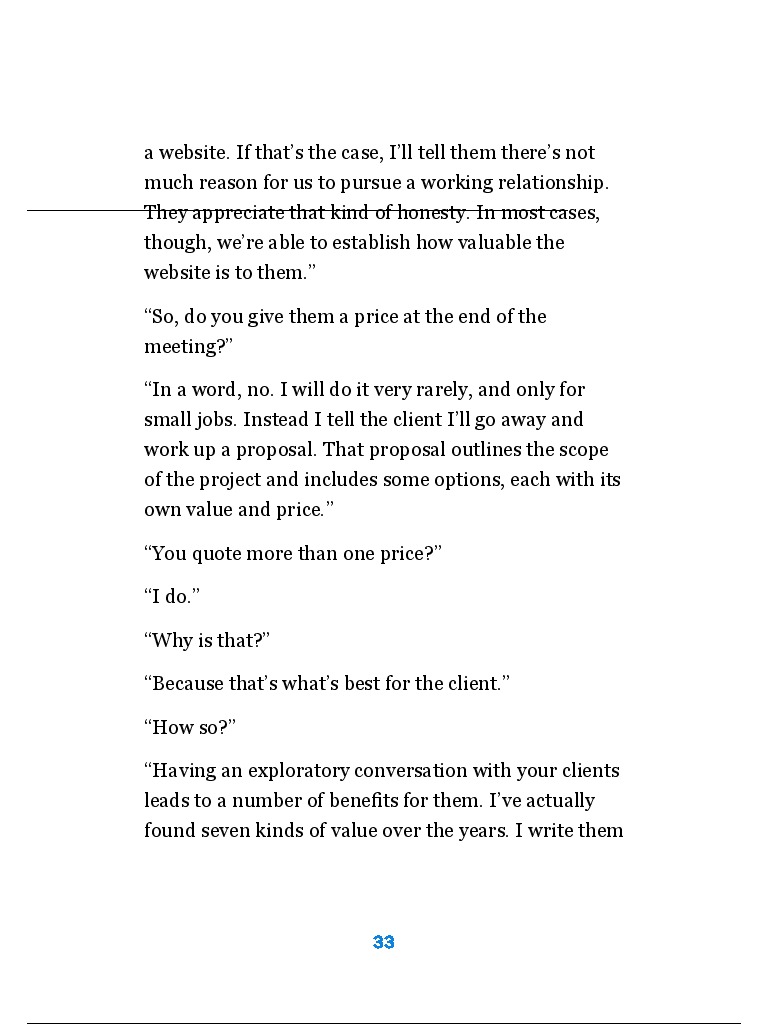 a website. If that’s the case, I’ll tell them there’s not
much reason for us to pursue a working relationship.
They appreciate that kind of honesty. In most cases,
though, we’re able to establish how valuable the
website is to them.”
“So, do you give them a price at the end of the
meeting?”
“In a word, no. I will do it very rarely, and only for
small jobs. Instead I tell the client I’ll go away and
work up a proposal. That proposal outlines the scope
of the project and includes some options, each with its
own value and price.”
“You quote more than one price?”
“I do.”
“Why is that?”
“Because that’s what’s best for the client.”
“How so?”
“Having an exploratory conversation with your clients
leads to a number of benefits for them. I’ve actually
found seven kinds of value over the years. I write them
33